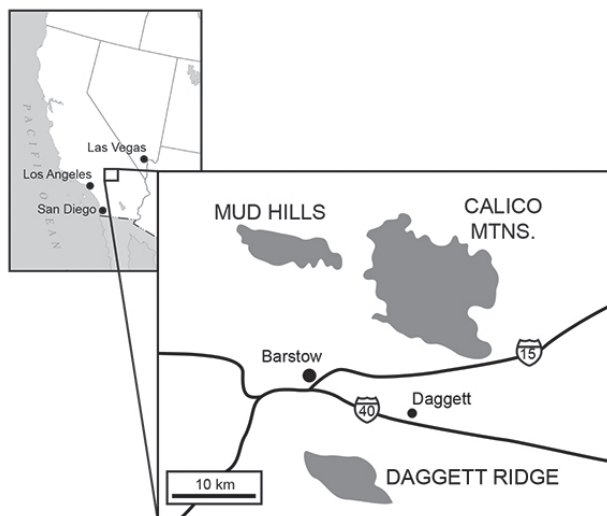 PACIFIC OCEAN
Las Vegas
Los Angeles
San Diego
MUD HILLS
CALICO
MTNS.
15
Barstow
Daggett
40
DAGGETT RIDGE
10 km